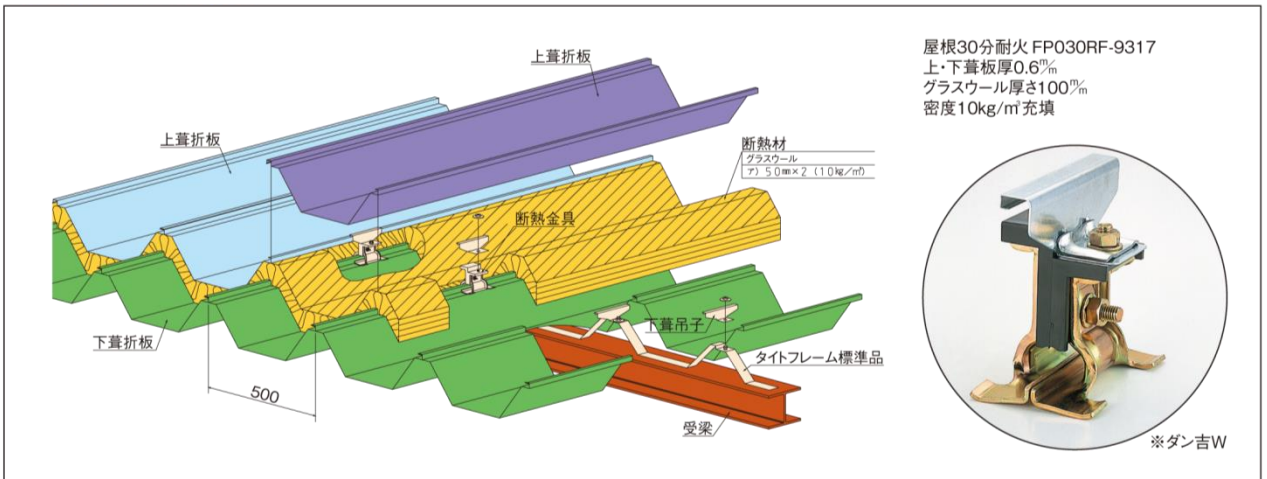 上葺折板
上葺折板
断熱材
グラスウール
ア) 50mm×2 (10kg/㎥)
断熱金具
下葺折板
500
下葺吊子
タイトフレーム標準品
受梁
屋根30分耐火 FP030RF-9317
上・下葺板厚0.6㎜
グラスウール厚さ100㎜
密度10kg/㎥充填
※ダン吉W